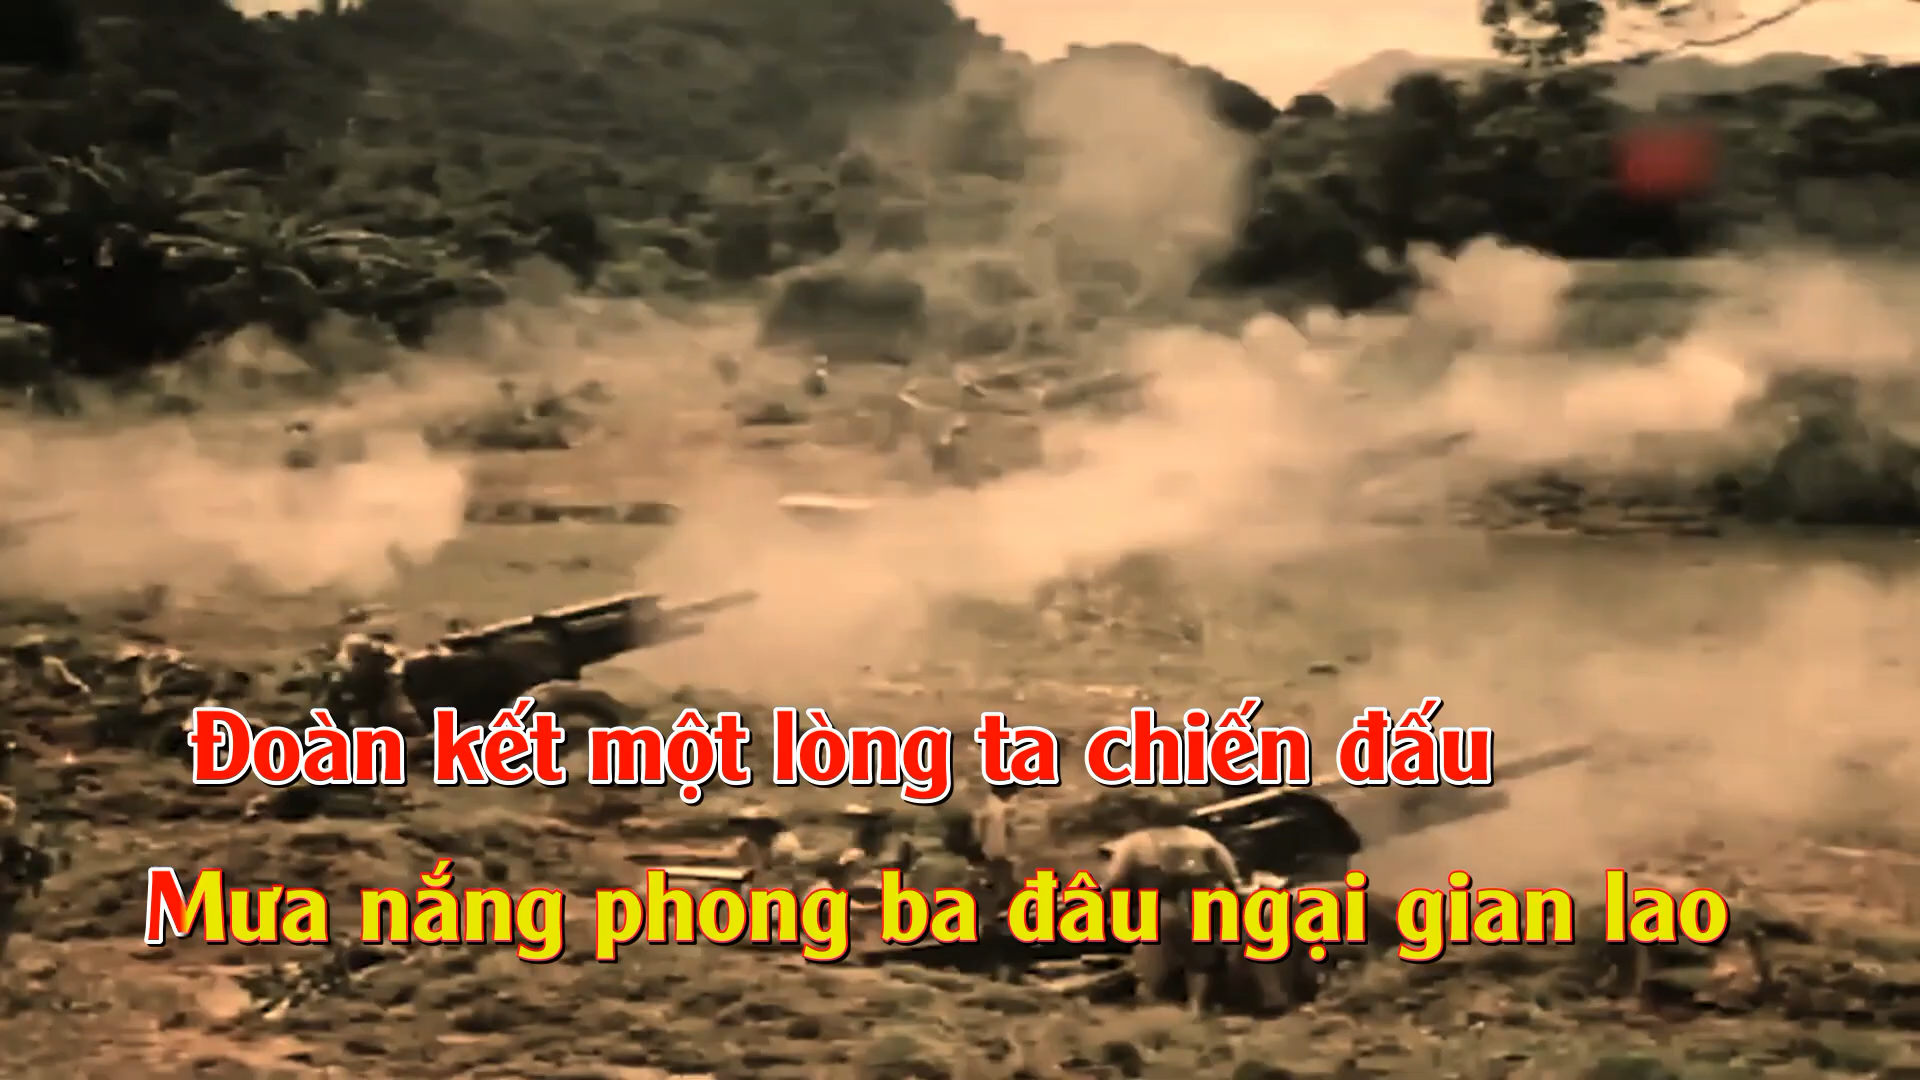 Đoàn kết một lòng ta chiến đấu
Mưa nắng phong ba đâu ngại gian lao